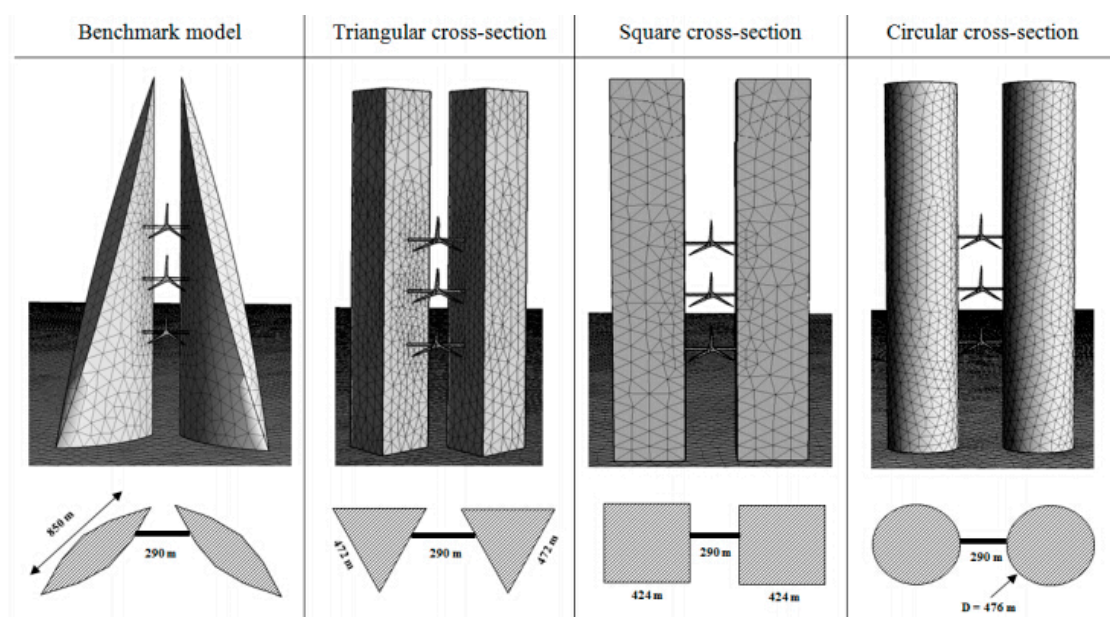 Benchmark model
Triangular cross-section
Square cross-section
Circular cross-section
850 m
290 m
472 m
290 m
472 m
290 m
424 m
424 m
290 m
D = 476 m